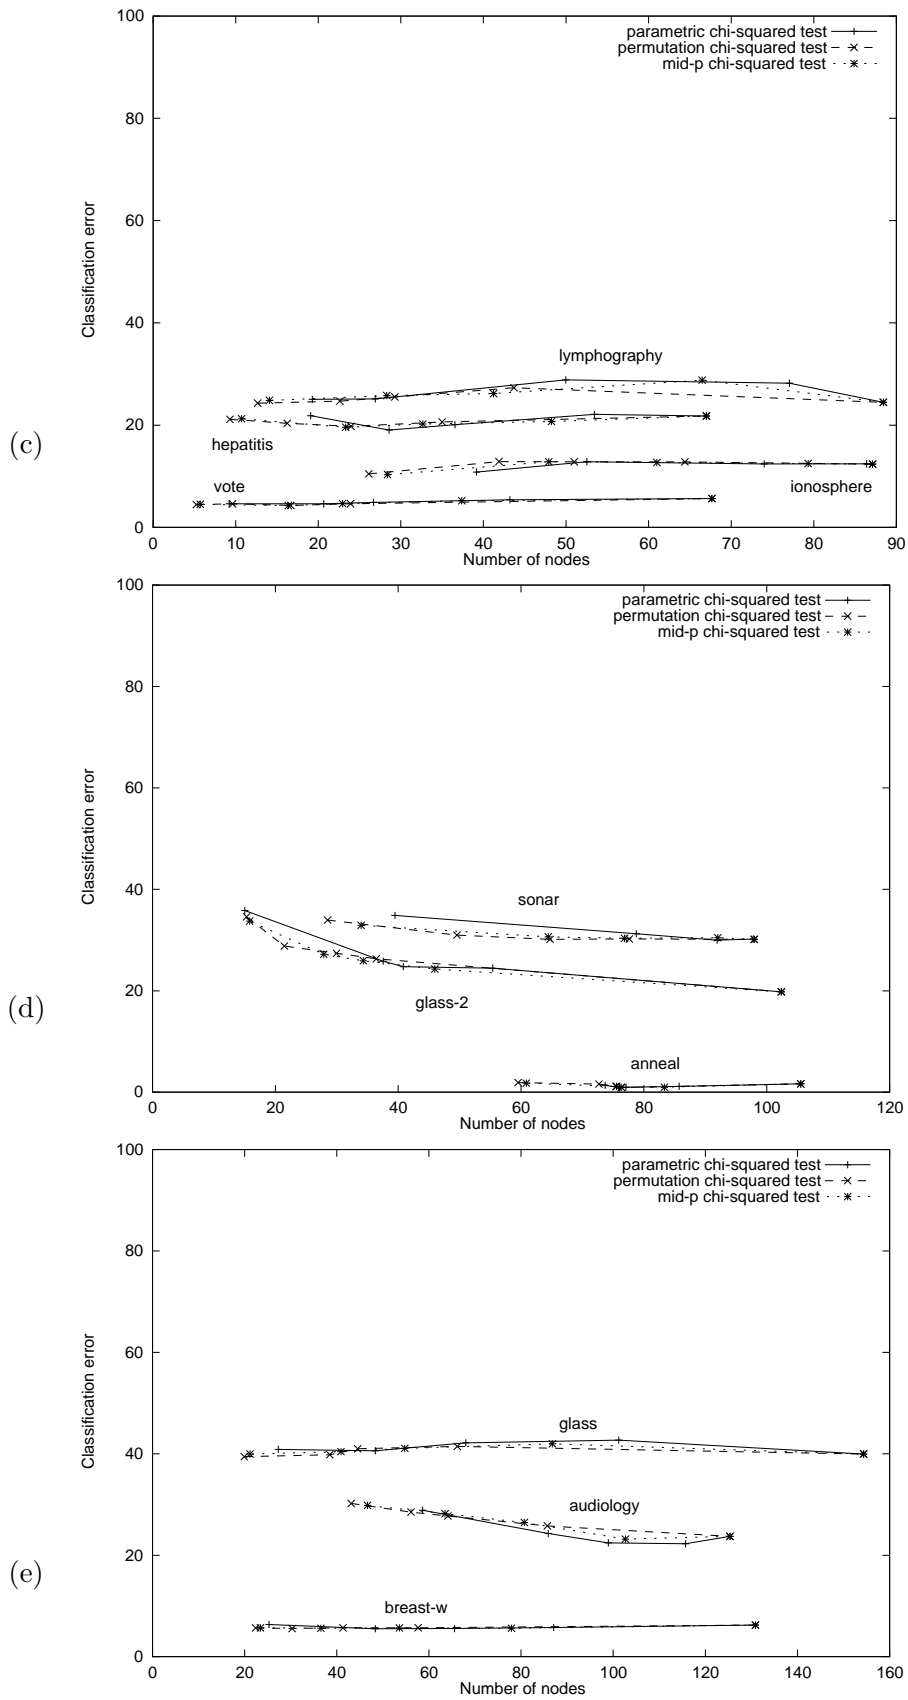 100
parametric chi-squared test
permutation chi-squared test
mid-p chi-squared test
80
60
Classification error
40
lymphography
20
(c)
hepatitis
vote
ionosphere
0
0 10 20 30 40 50 60 70 80 90
Number of nodes
100
parametric chi-squared test
permutation chi-squared test
mid-p chi-squared test
80
60
Classification error
40
sonar
20
glass-2
(d)
anneal
0
0 20 40 60 80 100 120
Number of nodes
100
parametric chi-squared test
permutation chi-squared test
mid-p chi-squared test
80
60
Classification error
glass
40
audiology
20
(e)
breast-w
0
0 20 40 60 80 100 120 140 160
Number of nodes